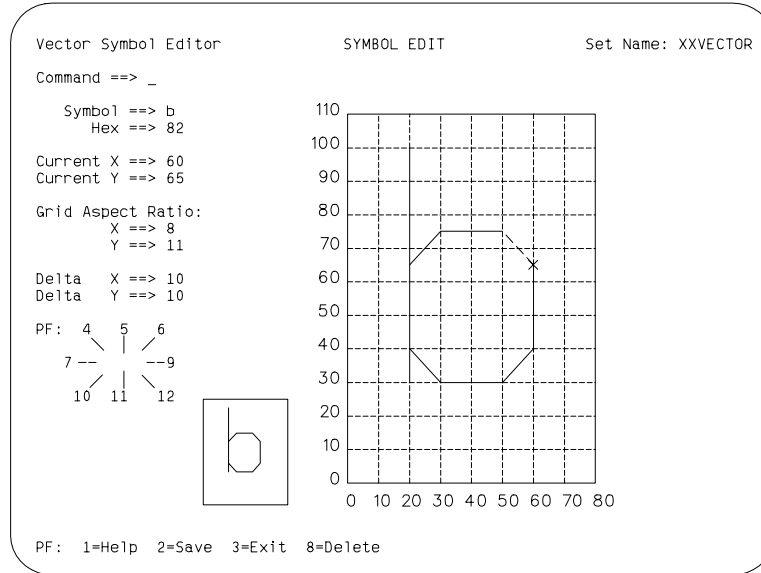 Vector Symbol Editor SYMBOL EDIT Set Name: XXVECTOR
Command ==> _
Symbol ==> b
Hex ==> 82
Current X ==> 60
Current Y ==> 65
Grid Aspect Ratio:
X ==> 8
Y ==> 11
Delta X ==> 10
Delta Y ==> 10
PF: 4 5 6
7 -- --9
10 11 12
110
100
90
80
70
60
50
40
30
20
10
0
0 10 20 30 40 50 60 70 80
b
PF: 1=Help 2=Save 3=Exit 8=Delete